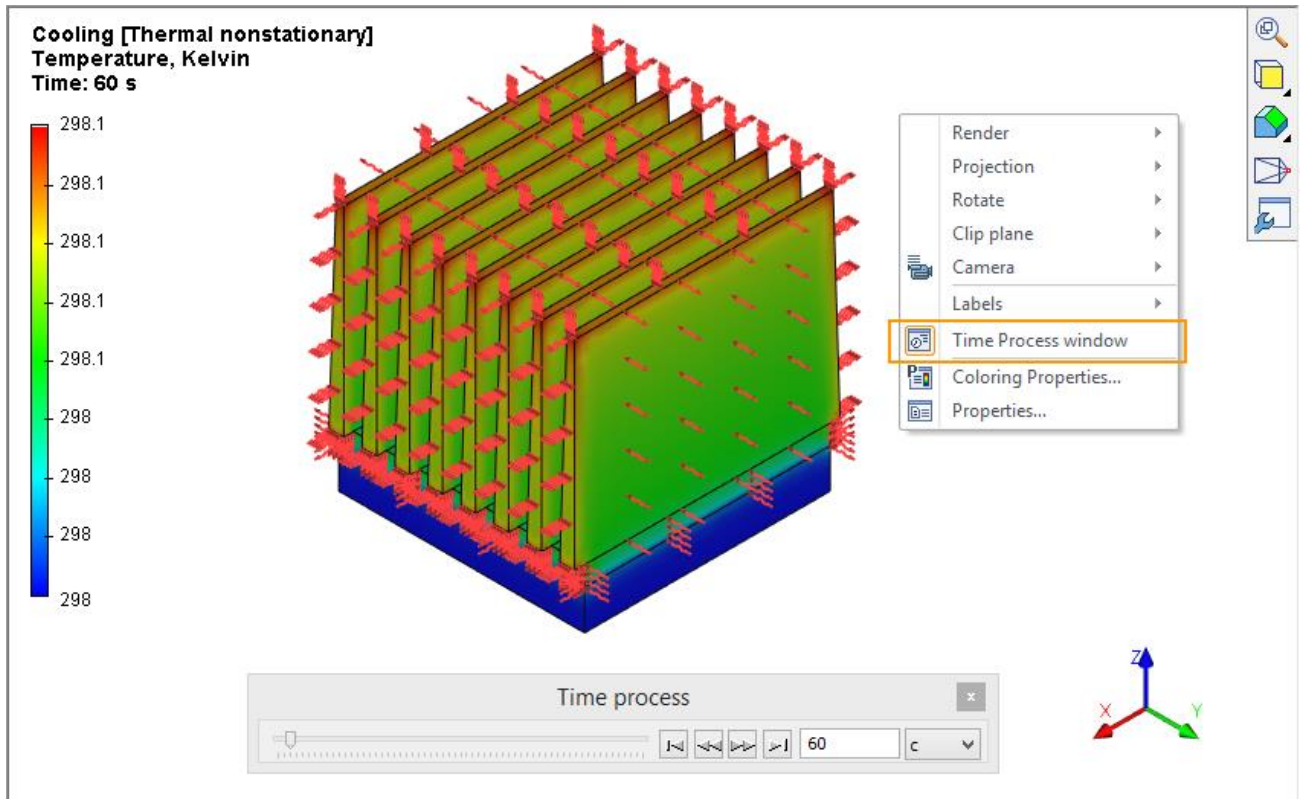 Cooling [Thermal nonstationary]
Temperature, Kelvin
Time: 60 s
298.1
298.1
298.1
298.1
298.1
298
298
298
298
Render
Projection
Rotate
Clip plane
Camera
Labels
Time Process window
Coloring Properties...
Properties...
Time process
60
c
Z
X
Y